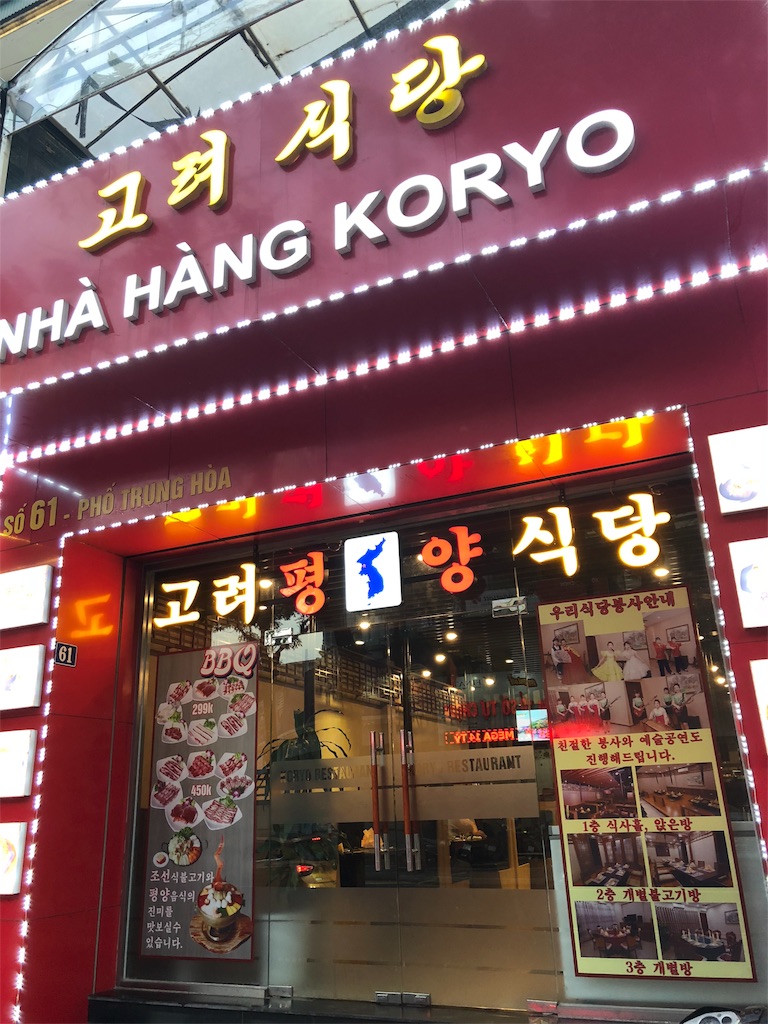 고려 식당
NHÀ HÀNG KORYO
SỐ 61 - PHỐ TRUNG HÒA
고려 평양 식당
61
BBQ
299k
450k
조선식불고기와
평양음식의
진미를
맛보실수
있습니다.
우리식당봉사안내
친절한 봉사와 예술공연도
진행해드립니다.
1층 식사홀, 앉은방
2층 개별불고기방
3층 개별방
RESTAURANT